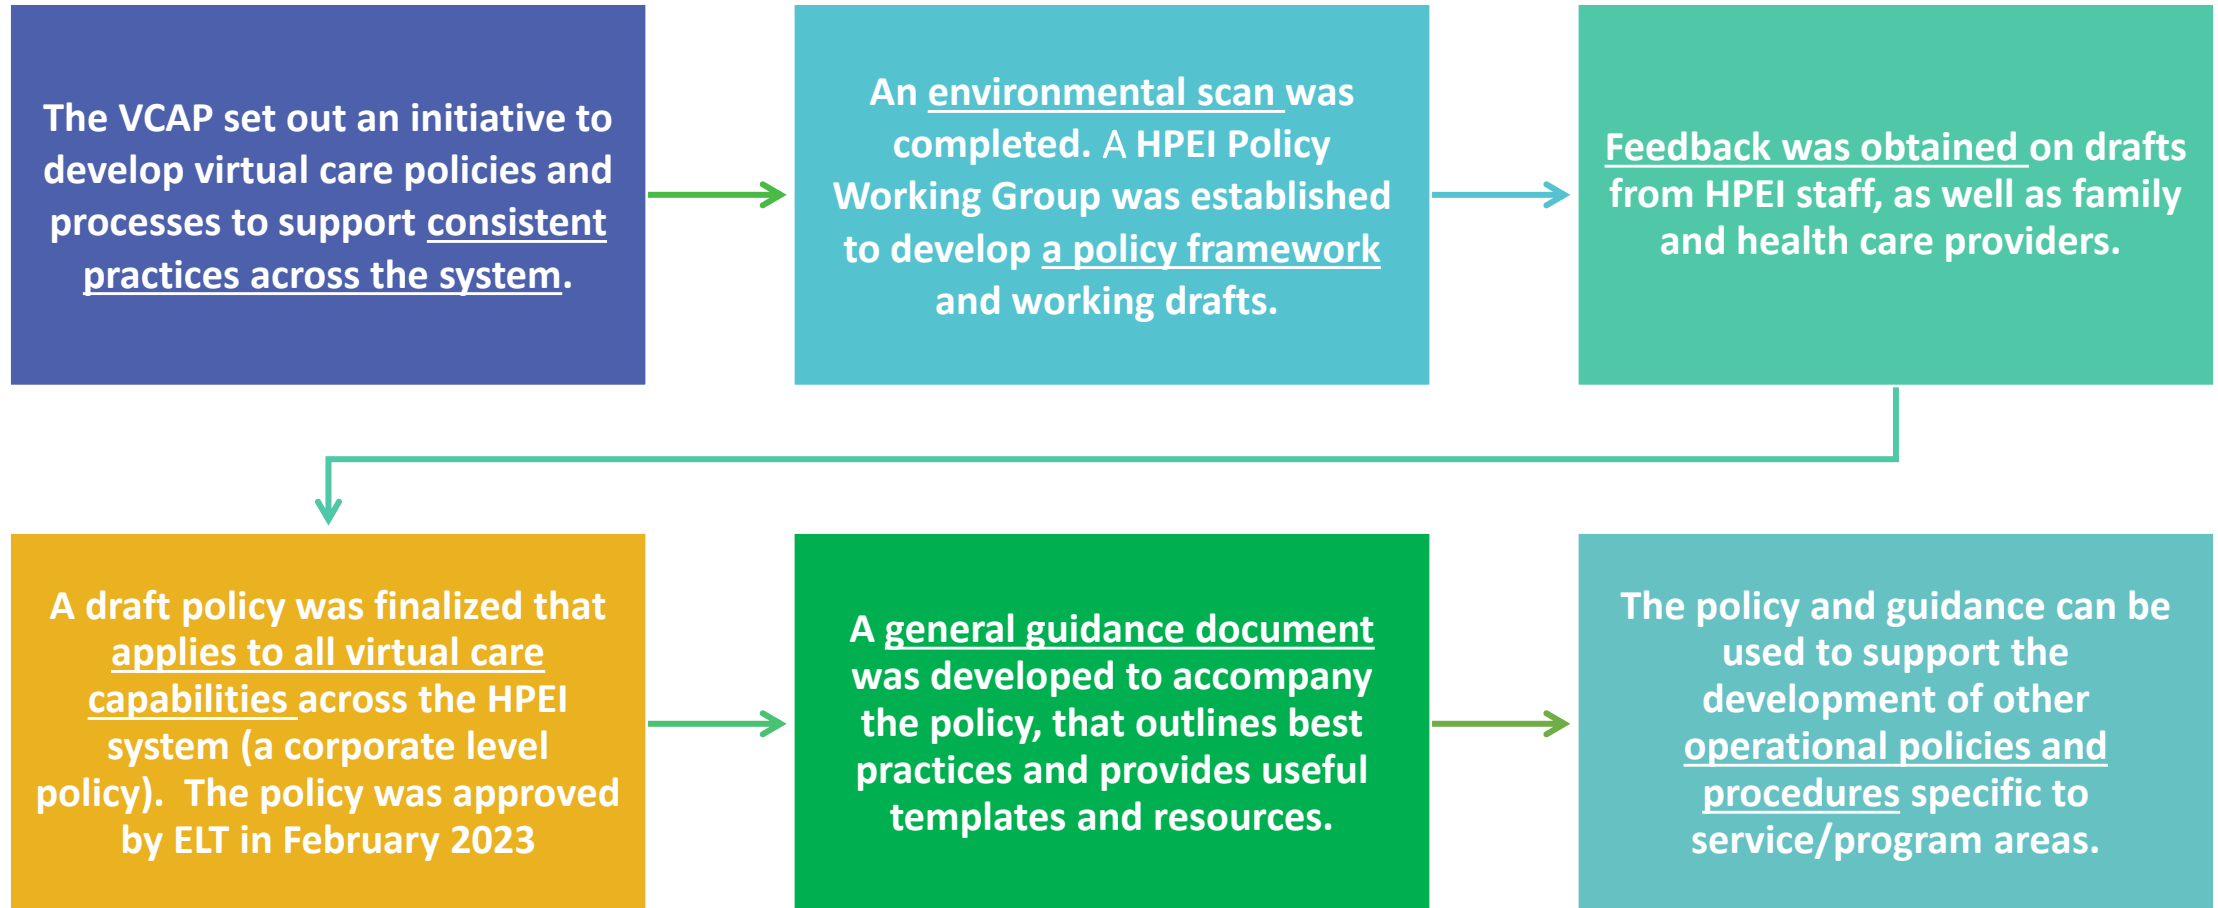 The VCAP set out an initiative to
develop virtual care policies and
processes to support consistent
practices across the system.
An environmental scan was
completed. A HPEI Policy
Working Group was established
to develop a policy framework
and working drafts.
Feedback was obtained on drafts
from HPEI staff, as well as family
and health care providers.
A draft policy was finalized that
applies to all virtual care
capabilities across the HPEI
system (a corporate level
policy).  The policy was approved
by ELT in February 2023
A general guidance document
was developed to accompany
the policy, that outlines best
practices and provides useful
templates and resources.
The policy and guidance can be
used to support the
development of other
operational policies and
procedures specific to
service/program areas.